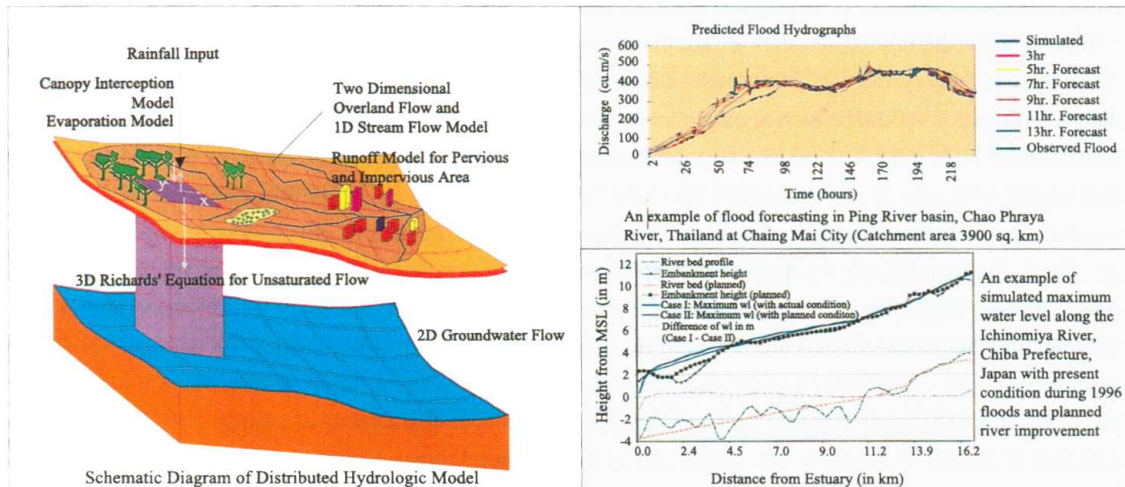 Rainfall Input
Canopy Interception
Model
Evaporation Model
Two Dimensional
Overland Flow and
1D Stream Flow Model
Runoff Model for Pervious
and Impervious Area
y
x
3D Richards' Equation for Unsaturated Flow
2D Groundwater Flow
Schematic Diagram of Distributed Hydrologic Model
Predicted Flood Hydrographs
Discharge (cu.m/s)
600
500
400
300
200
100
0
2 26 50 74 98 122 146 170 194 218
Time (hours)
Simulated
3hr
5hr. Forecast
7hr. Forecast
9hr. Forecast
11hr. Forecast
13hr. Forecast
Observed Flood
An example of flood forecasting in Ping River basin, Chao Phraya
River, Thailand at Chaing Mai City (Catchment area 3900 sq. km)
Height from MSL (in m)
12
10
8
6
4
2
0
-2
-4
River bed profile
Embankment height
River bed (planned)
Embankment height (planned)
Case I: Maximum wl (with actual condition)
Case II: Maximum wl (with planned conditon)
Difference of wl in m
(Case I - Case II)
0.0 2.4 4.5 7.0 9.0 11.2 13.9 16.2
Distance from Estuary (in km)
An example of
simulated maximum
water level along the
Ichinomiya River,
Chiba Prefecture,
Japan with present
condition during 1996
floods and planned
river improvement